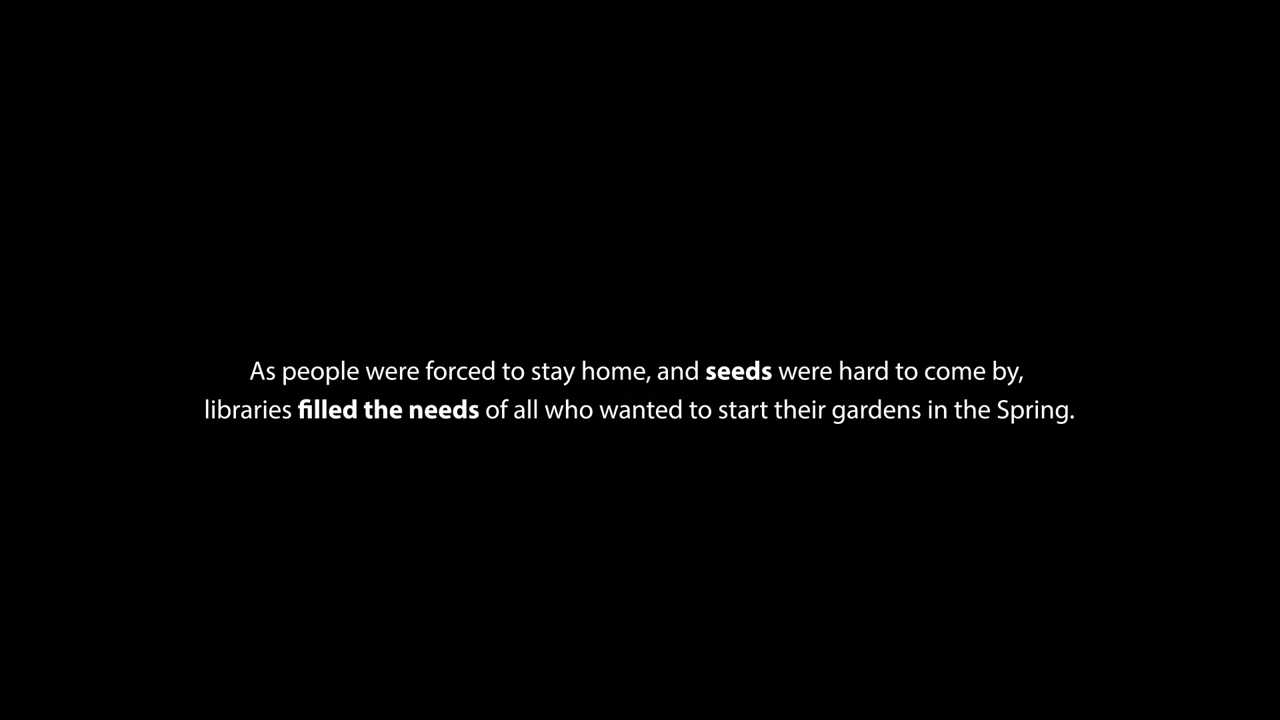 As people were forced to stay home, and seeds were hard to come by,
libraries filled the needs of all who wanted to start their gardens in the Spring.